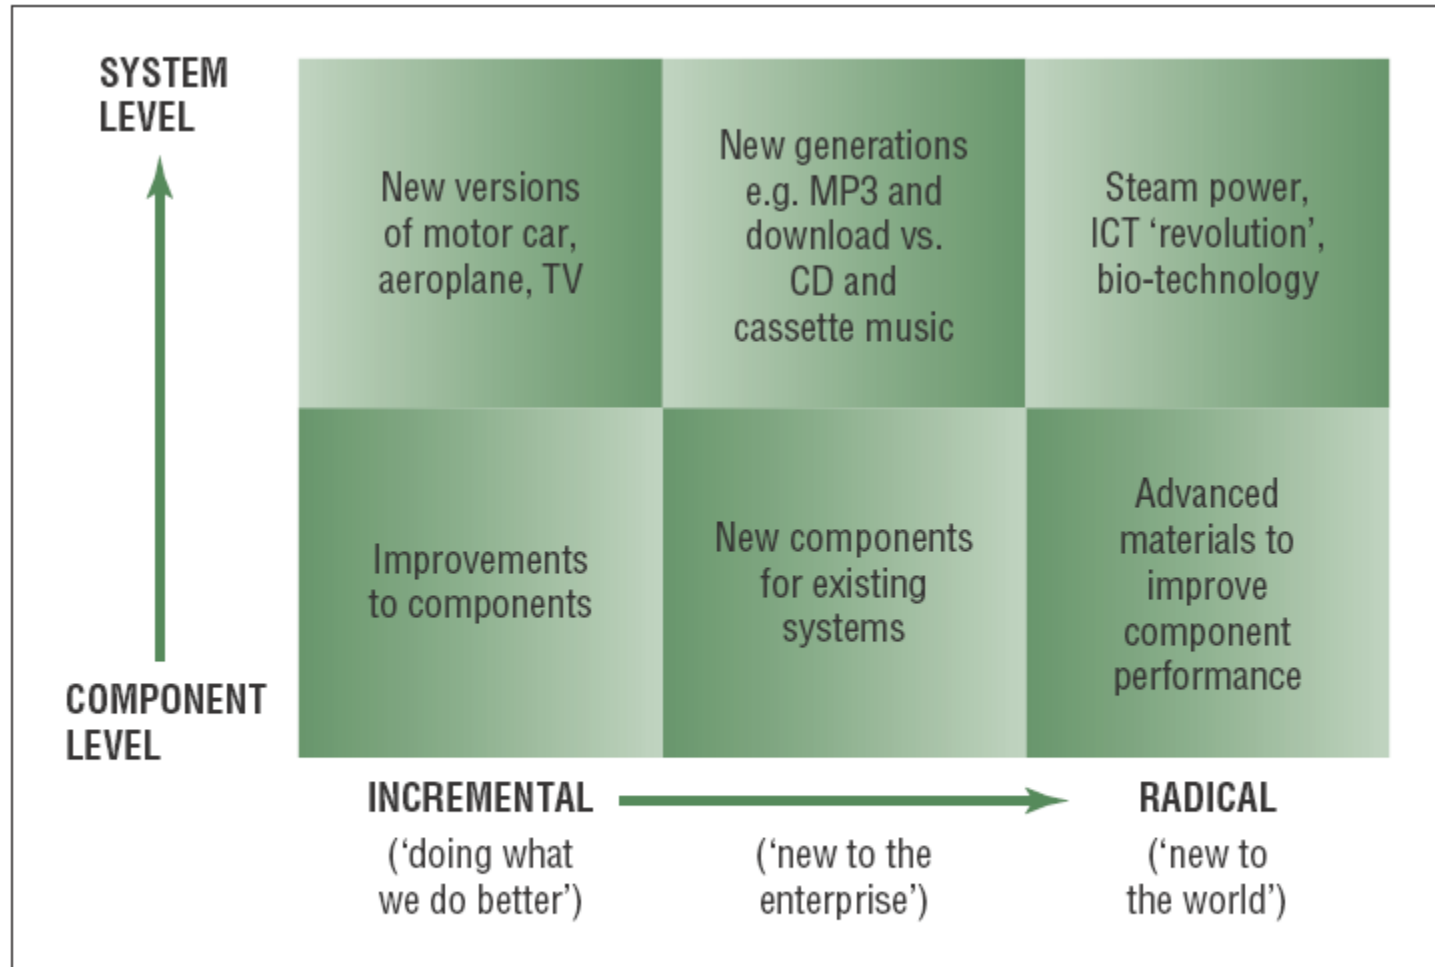 SYSTEM
LEVEL
New versions
of motor car,
aeroplane, TV
New generations
e.g. MP3 and
download vs.
CD and
cassette music
Steam power,
ICT ‘revolution’,
bio-technology
Improvements
to components
New components
for existing
systems
Advanced
materials to
improve
component
performance
COMPONENT
LEVEL
INCREMENTAL
RADICAL
(‘doing what
we do better’)
(‘new to the
enterprise’)
(‘new to
the world’)